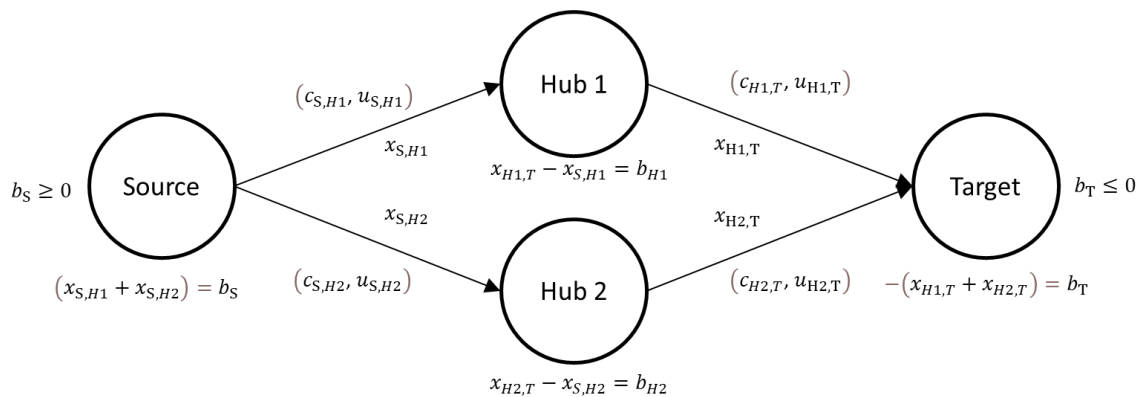 Hub 1
(c_{S,H1}, u_{S,H1})
(c_{H1,T}, u_{H1,T})
x_{S,H1}
x_{H1,T}
x_{H1,T} − x_{S,H1} = b_{H1}
b_S ≥ 0
Source
Target
b_T ≤ 0
x_{S,H2}
x_{H2,T}
(x_{S,H1} + x_{S,H2}) = b_S
(c_{S,H2}, u_{S,H2})
Hub 2
(c_{H2,T}, u_{H2,T})
−(x_{H1,T} + x_{H2,T}) = b_T
x_{H2,T} − x_{S,H2} = b_{H2}